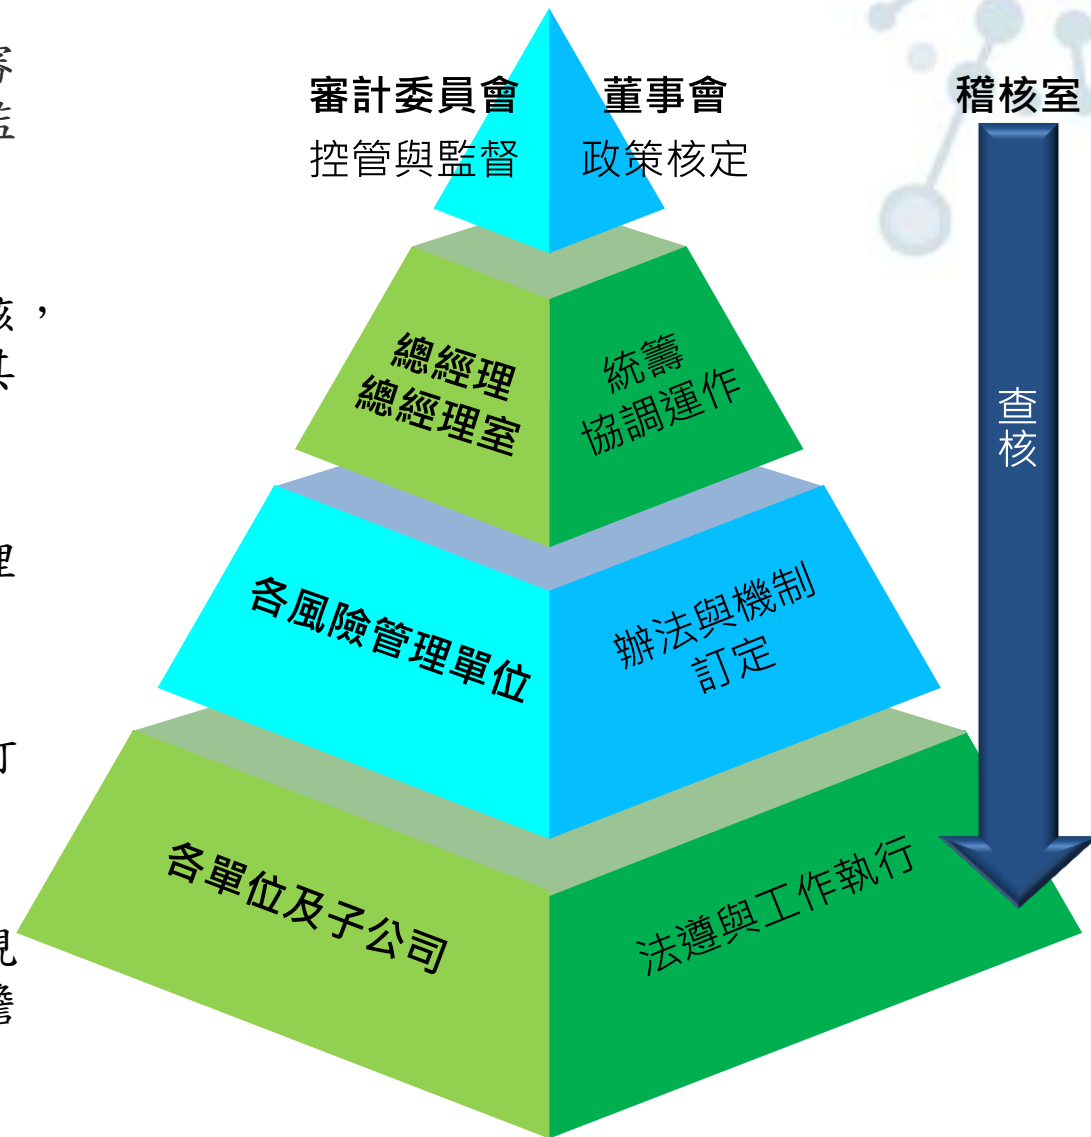 審計委員會 董事會 稽核室
控管與監督 政策核定
核，
總經理
總經理室
統籌
協調運作
查核
理
各風險管理單位
辦法與機制
訂定
訂
各單位及子公司
法遵與工作執行